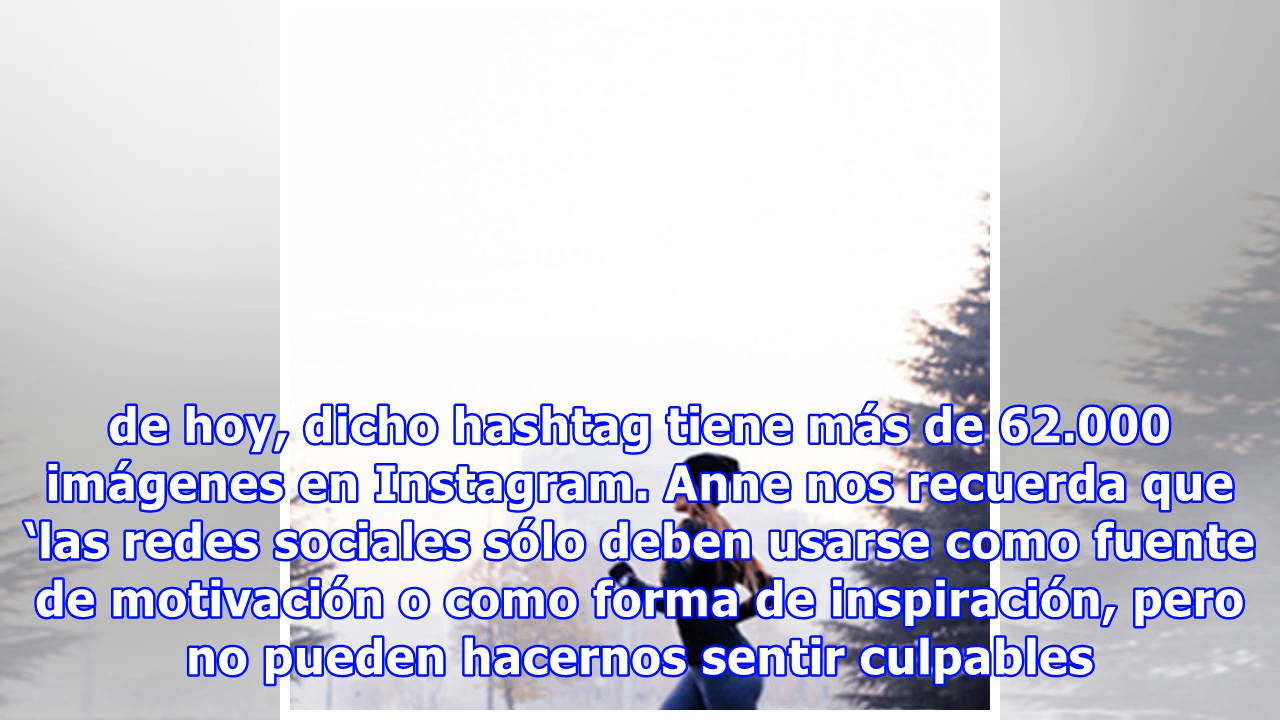 de hoy, dicho hashtag tiene más de 62.000
imágenes en Instagram. Anne nos recuerda que
‘las redes sociales sólo deben usarse como fuente
de motivación o como forma de inspiración, pero
no pueden hacernos sentir culpables